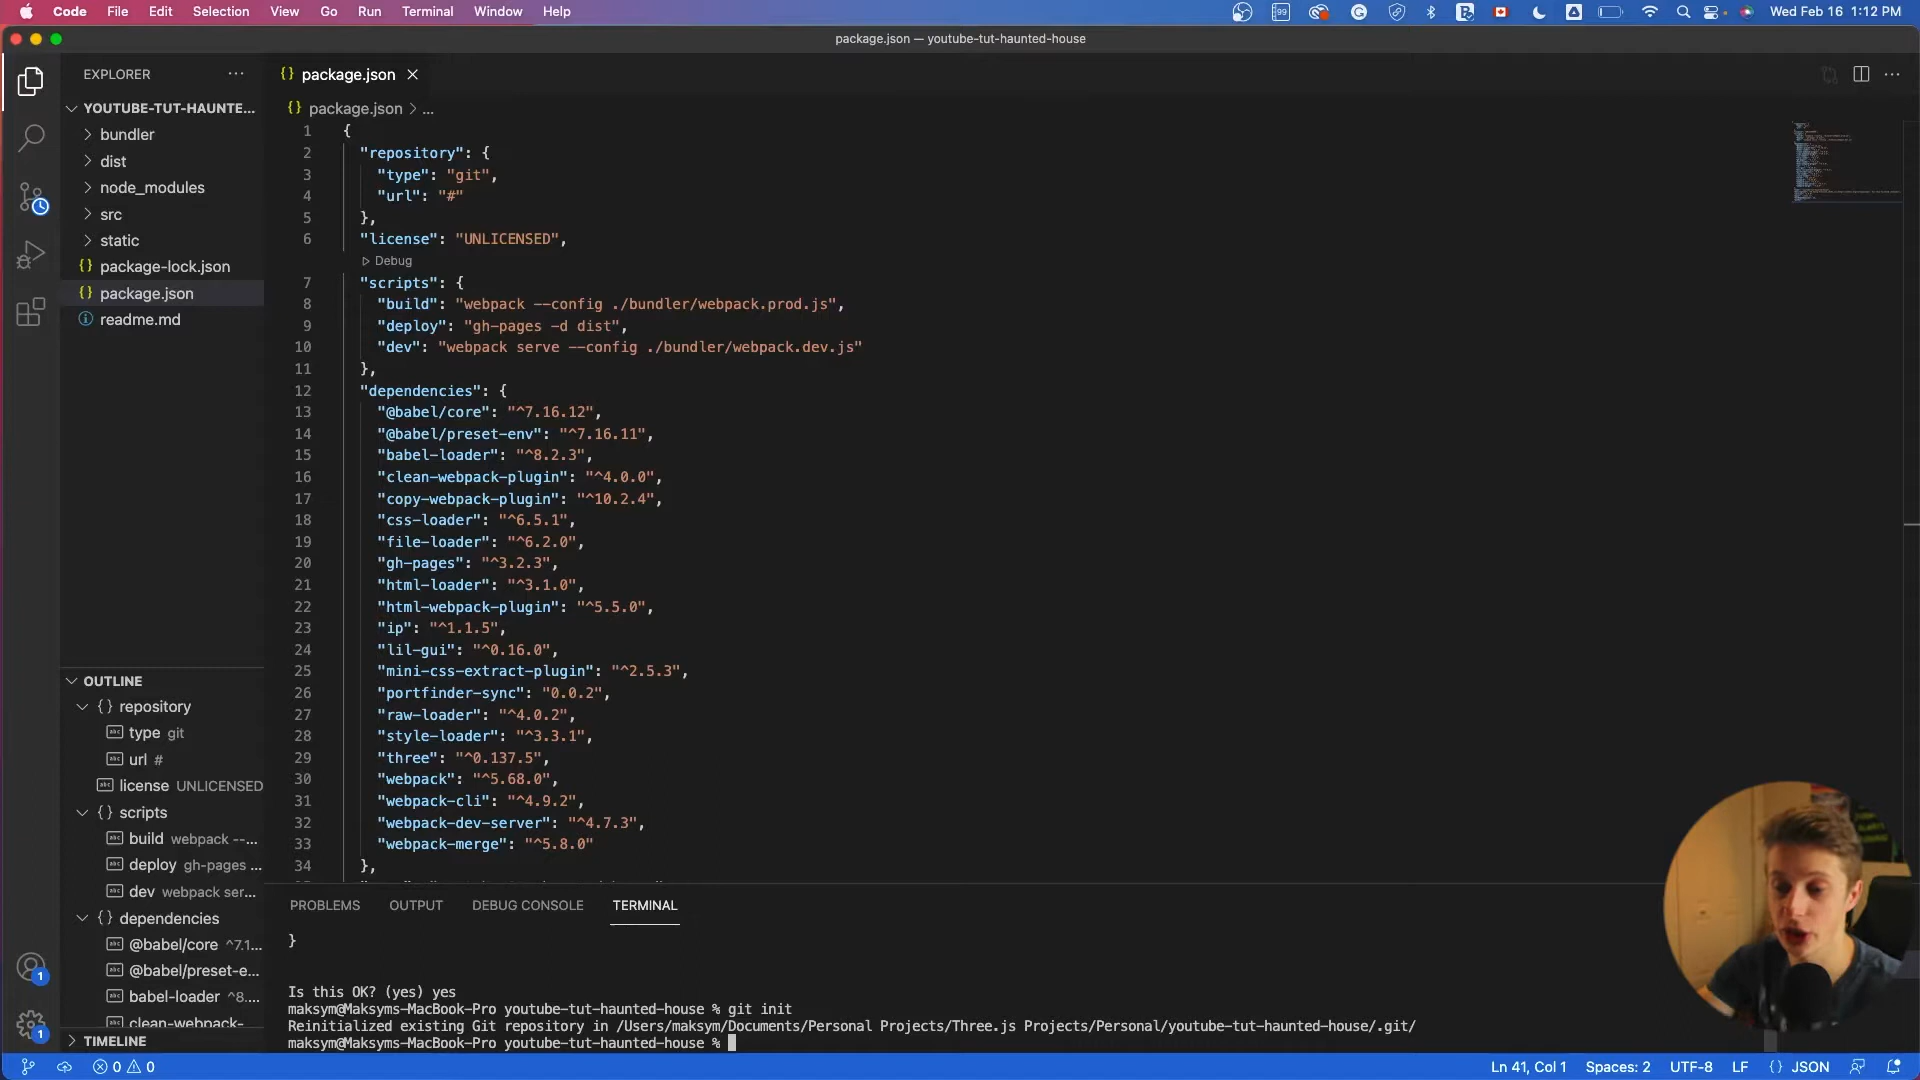 Code File Edit Selection View Go Run Terminal Window Help
99
Wed Feb 16 1:12 PM
package.json — youtube-tut-haunted-house
EXPLORER
YOUTUBE-TUT-HAUNTE...
bundler
dist
node_modules
src
static
{} package-lock.json
{} package.json
readme.md
OUTLINE
{} repository
abc type git
abc url #
abc license UNLICENSED
{} scripts
abc build webpack --...
abc deploy gh-pages ...
abc dev webpack ser...
{} dependencies
abc @babel/core ^7.1...
abc @babel/preset-e...
abc babel-loader ^8....
clean-webpack-
TIMELINE
1
1
{} package.json
{} package.json > ...
1 {
2 "repository": {
3 "type": "git",
4 "url": "#"
5 },
6 "license": "UNLICENSED",
Debug
7 "scripts": {
8 "build": "webpack --config ./bundler/webpack.prod.js",
9 "deploy": "gh-pages -d dist",
10 "dev": "webpack serve --config ./bundler/webpack.dev.js"
11 },
12 "dependencies": {
13 "@babel/core": "^7.16.12",
14 "@babel/preset-env": "^7.16.11",
15 "babel-loader": "^8.2.3",
16 "clean-webpack-plugin": "^4.0.0",
17 "copy-webpack-plugin": "^10.2.4",
18 "css-loader": "^6.5.1",
19 "file-loader": "^6.2.0",
20 "gh-pages": "^3.2.3",
21 "html-loader": "^3.1.0",
22 "html-webpack-plugin": "^5.5.0",
23 "ip": "^1.1.5",
24 "lil-gui": "^0.16.0",
25 "mini-css-extract-plugin": "^2.5.3",
26 "portfinder-sync": "0.0.2",
27 "raw-loader": "^4.0.2",
28 "style-loader": "^3.3.1",
29 "three": "^0.137.5",
30 "webpack": "^5.68.0",
31 "webpack-cli": "^4.9.2",
32 "webpack-dev-server": "^4.7.3",
33 "webpack-merge": "^5.8.0"
34 },
PROBLEMS OUTPUT DEBUG CONSOLE TERMINAL
}
Is this OK? (yes) yes
maksym@Maksyms-MacBook-Pro youtube-tut-haunted-house % git init
Reinitialized existing Git repository in /Users/maksym/Documents/Personal Projects/Three.js Projects/Personal/youtube-tut-haunted-house/.git/
maksym@Maksyms-MacBook-Pro youtube-tut-haunted-house %
0 0
Ln 41, Col 1 Spaces: 2 UTF-8 LF {} JSON